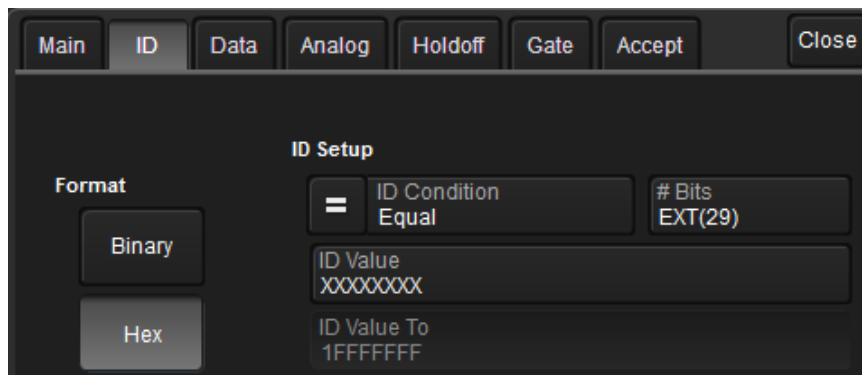 Main ID Data Analog Holdoff Gate Accept Close
ID Setup
Format
= ID Condition # Bits
Equal EXT(29)
Binary
ID Value
XXXXXXXX
Hex
ID Value To
1FFFFFFF